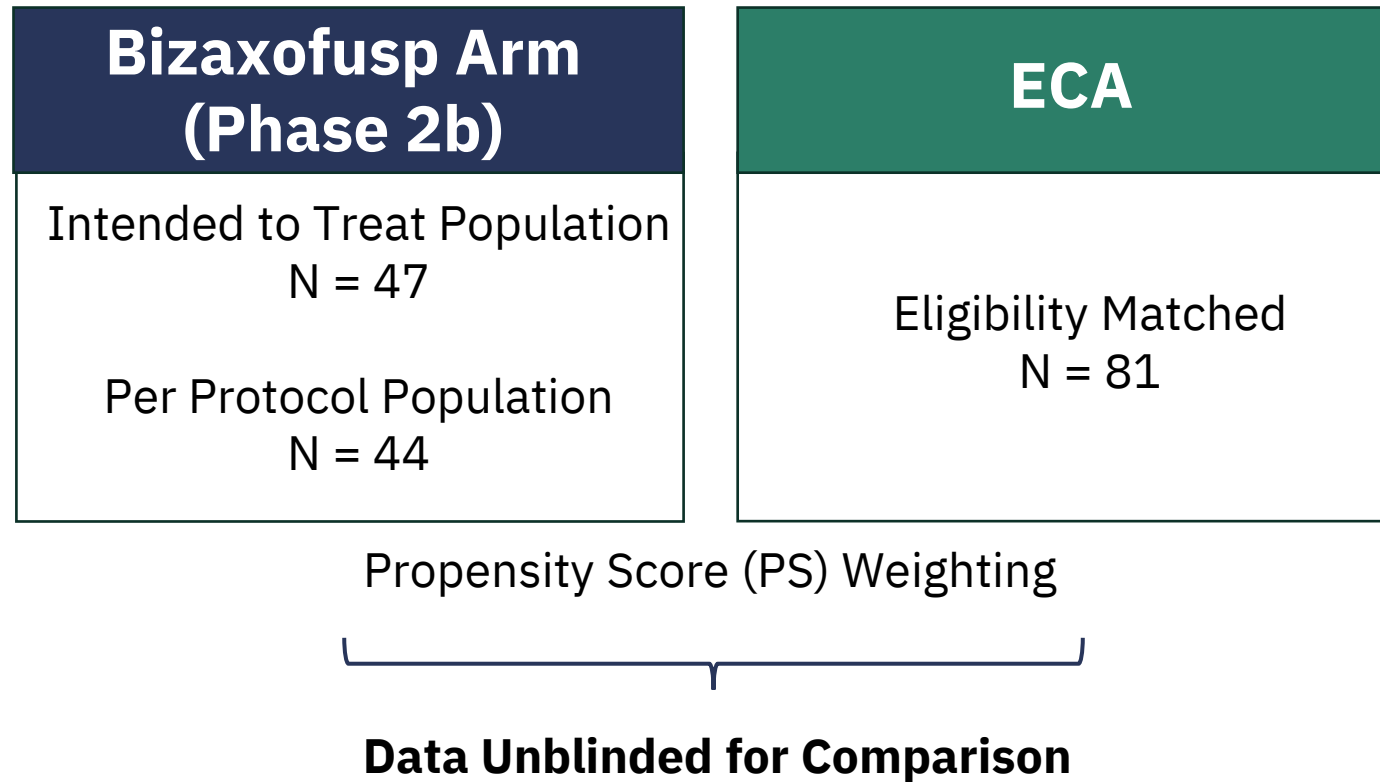 Bizaxofusp Arm
(Phase 2b)
Intended to Treat Population
N = 47
Per Protocol Population
N = 44
ECA
Eligibility Matched
N = 81
Propensity Score (PS) Weighting
Data Unblinded for Comparison